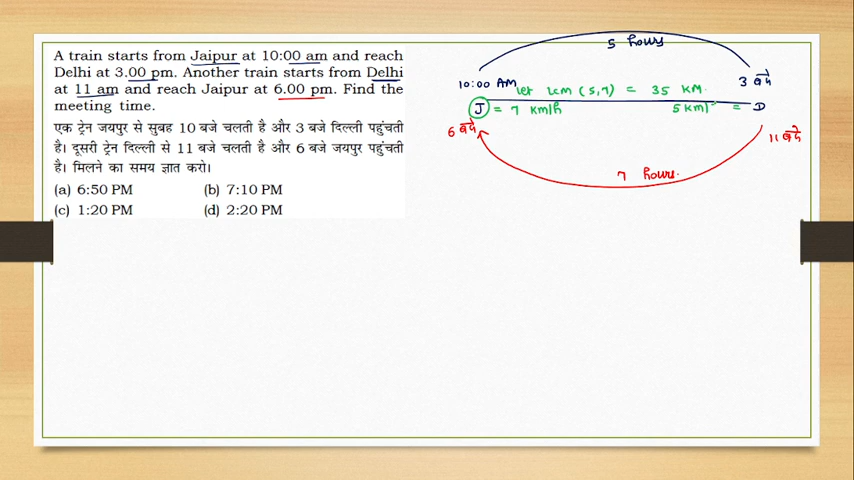 A train starts from Jaipur at 10:00 am and reach
Delhi at 3.00 pm. Another train starts from Delhi
at 11 am and reach Jaipur at 6.00 pm. Find the
meeting time.
एक ट्रेन जयपुर से सुबह 10 बजे चलती है और 3 बजे दिल्ली पहुंचती
है। दूसरी ट्रेन दिल्ली से 11 बजे चलती है और 6 बजे जयपुर पहुंचती
है। मिलने का समय ज्ञात करो।
(a) 6:50 PM (b) 7:10 PM
(c) 1:20 PM (d) 2:20 PM
5 hours
10:00 AM 3 बजे
Let LCM (5,7) = 35 KM.
J = 7 KM/h 5 KM/ = D
6 बजे 11 बजे
7 hours.